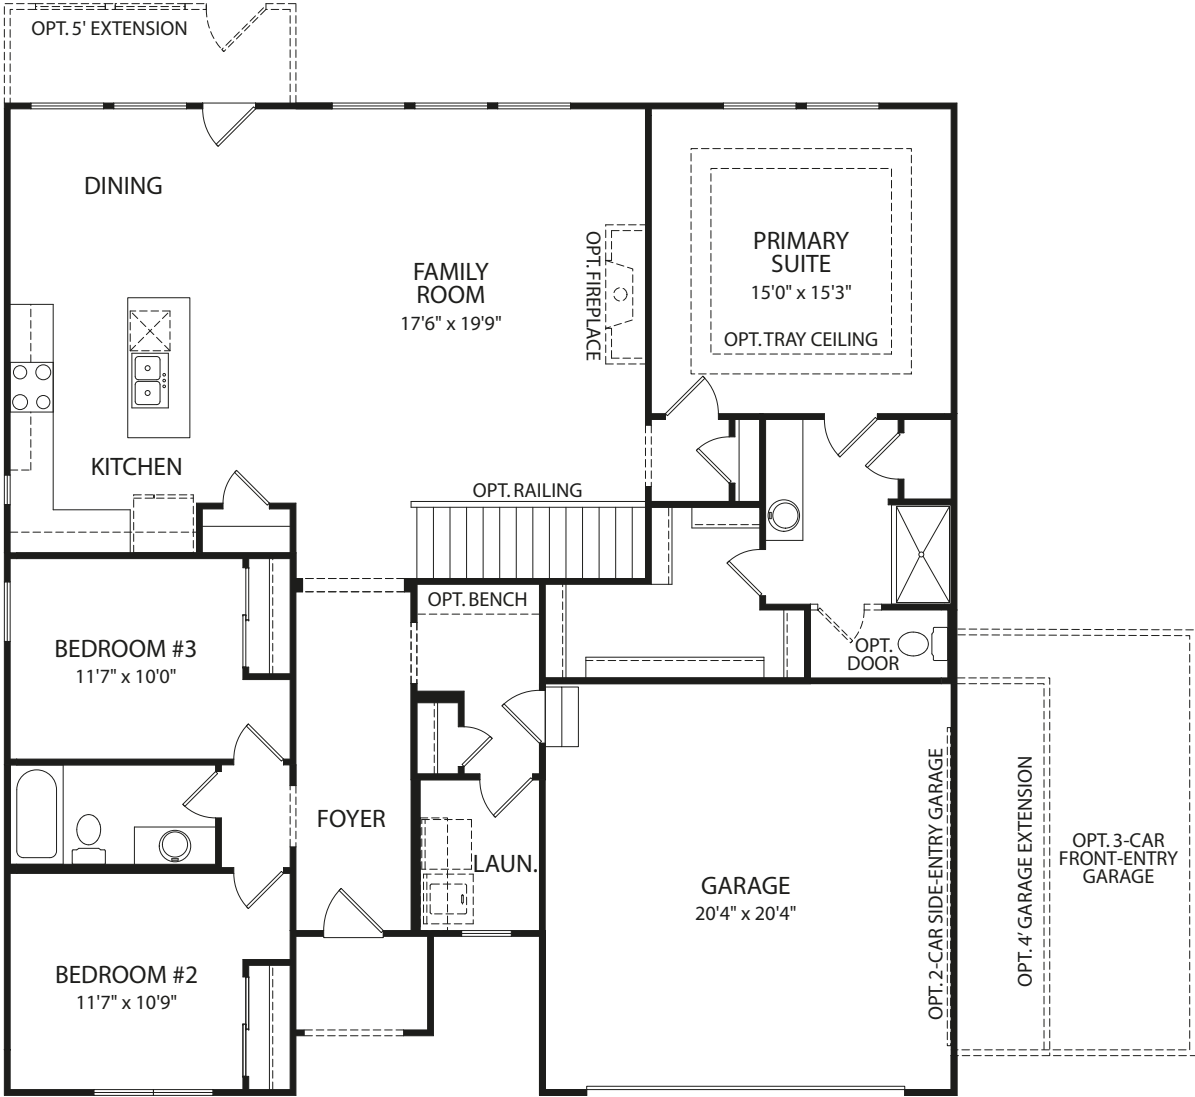 OPT. 5' EXTENSION
DINING
FAMILY
ROOM
17'6" x 19'9"
OPT. FIREPLACE
PRIMARY
SUITE
15'0" x 15'3"
OPT. TRAY CEILING
KITCHEN
OPT. RAILING
OPT. BENCH
BEDROOM #3
11'7" x 10'0"
OPT.
DOOR
FOYER
LAUN.
GARAGE
20'4" x 20'4"
OPT. 2-CAR SIDE-ENTRY GARAGE
OPT. 4' GARAGE EXTENSION
OPT. 3-CAR
FRONT-ENTRY
GARAGE
BEDROOM #2
11'7" x 10'9"